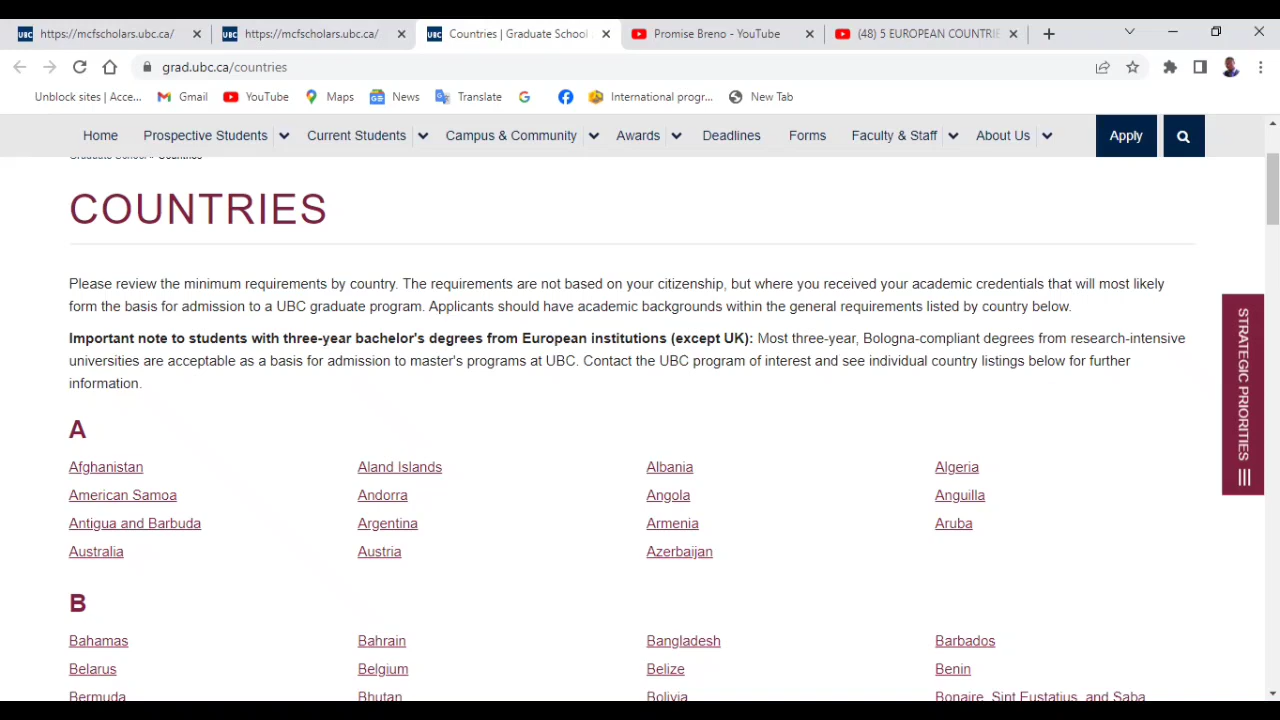 UBC https://mcfscholars.ubc.ca/ UBC https://mcfscholars.ubc.ca/ UBC Countries | Graduate School Promise Breno - YouTube (48) 5 EUROPEAN COUNTRIE
grad.ubc.ca/countries
Unblock sites | Acce... Gmail YouTube Maps News Translate International progr... New Tab
Home Prospective Students Current Students Campus & Community Awards Deadlines Forms Faculty & Staff About Us Apply
Graduate School » Countries
COUNTRIES
Please review the minimum requirements by country. The requirements are not based on your citizenship, but where you received your academic credentials that will most likely
form the basis for admission to a UBC graduate program. Applicants should have academic backgrounds within the general requirements listed by country below.
Important note to students with three-year bachelor's degrees from European institutions (except UK): Most three-year, Bologna-compliant degrees from research-intensive
universities are acceptable as a basis for admission to master's programs at UBC. Contact the UBC program of interest and see individual country listings below for further
information.
STRATEGIC PRIORITIES
A
Afghanistan Aland Islands Albania Algeria
American Samoa Andorra Angola Anguilla
Antigua and Barbuda Argentina Armenia Aruba
Australia Austria Azerbaijan
B
Bahamas Bahrain Bangladesh Barbados
Belarus Belgium Belize Benin
Bermuda Bhutan Bolivia Bonaire, Sint Eustatius, and Saba